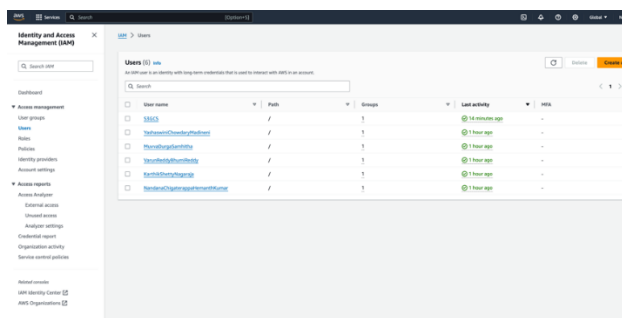 aws Services Search [Option+S] Global
Identity and Access Management (IAM)
Search IAM
Dashboard
Access management
User groups
Users
Roles
Policies
Identity providers
Account settings
Access reports
Access Analyzer
External access
Unused access
Analyzer settings
Credential report
Organization activity
Service control policies
Related consoles
IAM Identity Center
AWS Organizations
IAM > Users
Users (6) Info
An IAM user is an identity with long-term credentials that is used to interact with AWS in an account.
Delete Create
Search
1
User name Path Groups Last activity MFA
S3GCS / 1 14 minutes ago -
YashaswiniChowdaryMadineni / 1 1 hour ago -
/ 1 1 hour ago -
VarunReddyBhumiReddy / 1 1 hour ago -
KarthikShettyNagaraja / 1 1 hour ago -
NandanaChigaterappaHemanthKumar / 1 1 hour ago -